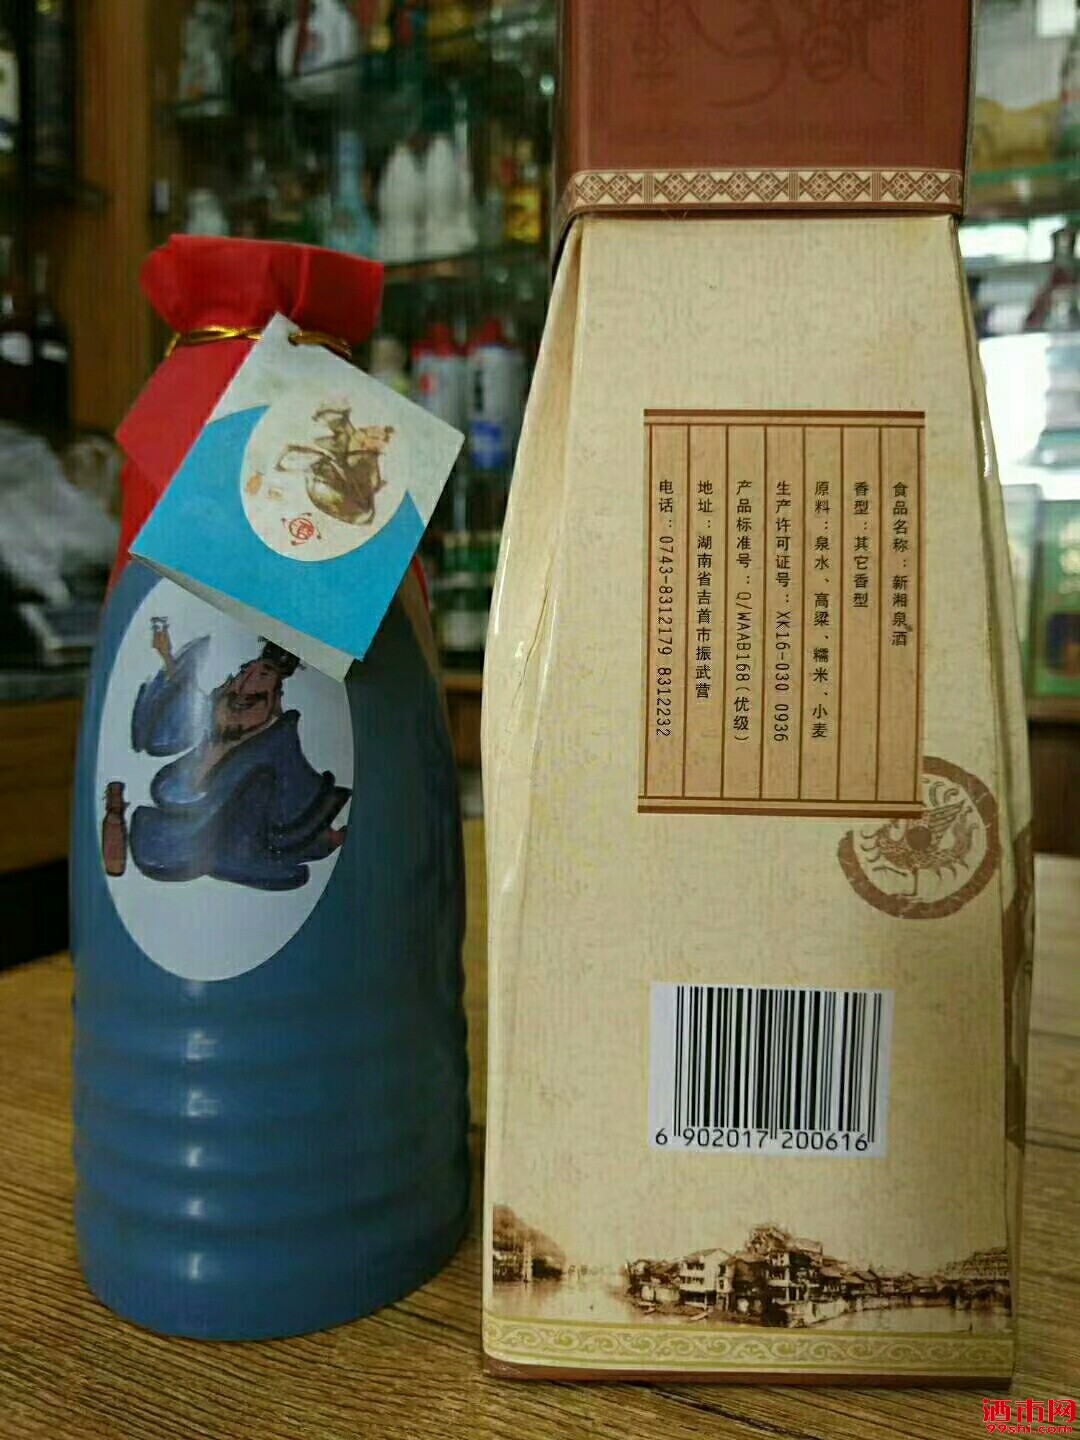 食品名称：新湘泉酒
香型：其它香型
原料：泉水、高粱、糯米、小麦
生产许可证号：XK16-030 0936
产品标准号：Q/WAAB168(优级)
地址：湖南省吉首市振武营
电话：0743-8312179 8312232
6 902017 200616
酒市网
99shi.com